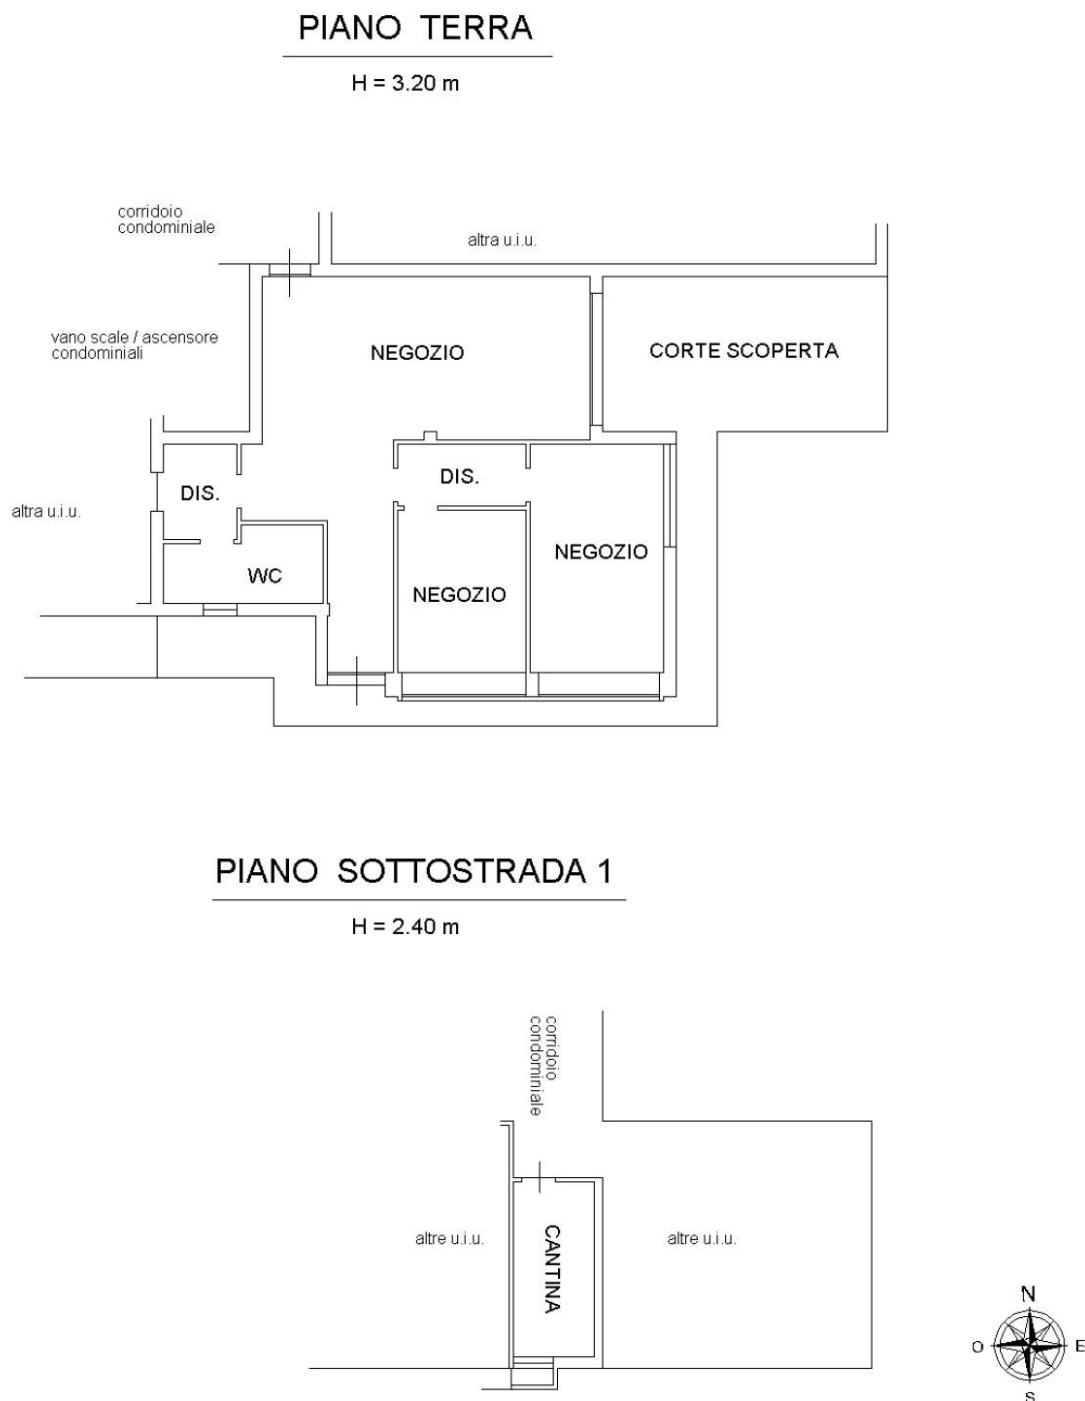 PIANO TERRA
H = 3.20 m
corridoio
condominiale
altra u.i.u.
vano scale / ascensore
condominiali
NEGOZIO
CORTE SCOPERTA
DIS.
DIS.
altra u.i.u.
NEGOZIO
WC
NEGOZIO
PIANO SOTTOSTRADA 1
H = 2.40 m
corridoio
condominiale
altre u.i.u.
CANTINA
altre u.i.u.
N
O
E
S